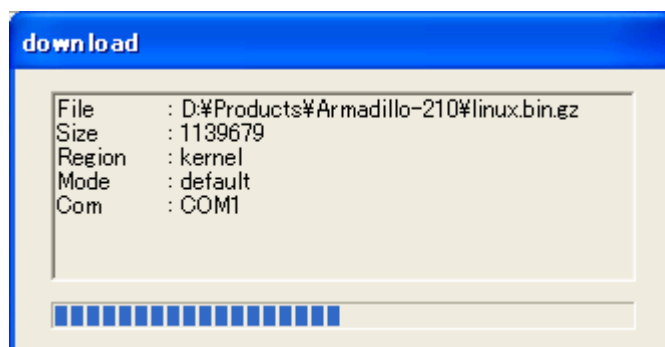 download
File : D:¥Products¥Armadillo-210¥linux.bin.gz
Size : 1139679
Region : kernel
Mode : default
Com : COM1